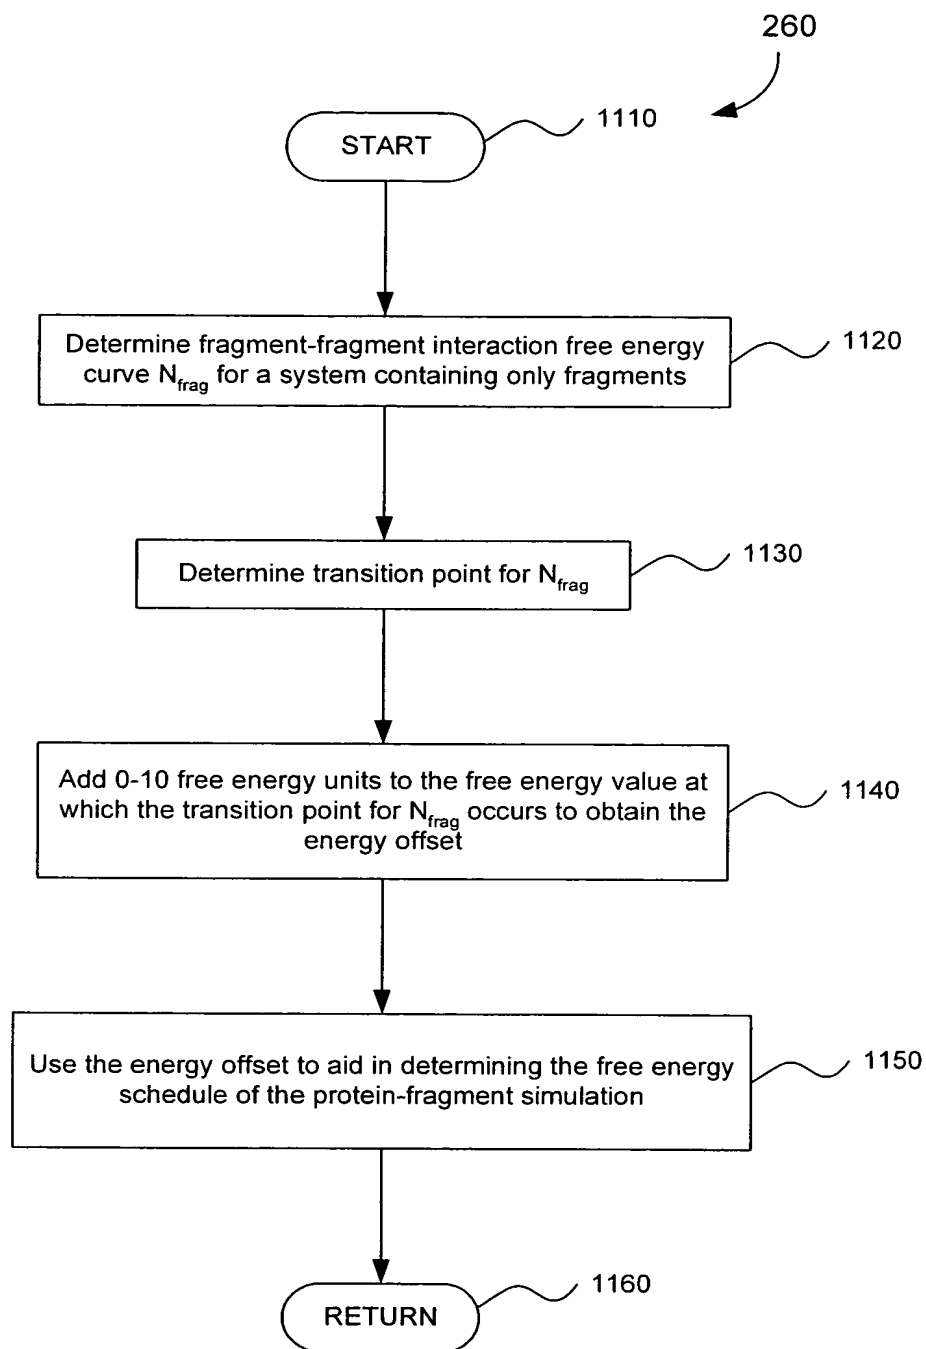 260
START
1110
Determine fragment-fragment interaction free energy
curve N_frag for a system containing only fragments
1120
Determine transition point for N_frag
1130
Add 0-10 free energy units to the free energy value at
which the transition point for N_frag occurs to obtain the
energy offset
1140
Use the energy offset to aid in determining the free energy
schedule of the protein-fragment simulation
1150
RETURN
1160